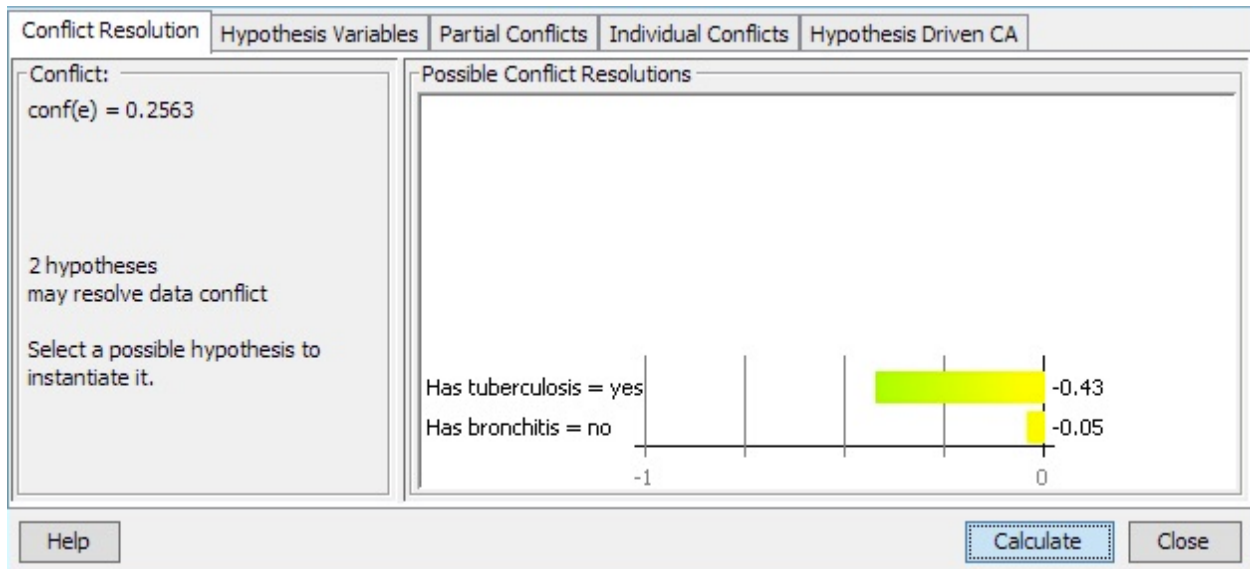 Conflict Resolution Hypothesis Variables Partial Conflicts Individual Conflicts Hypothesis Driven CA
Conflict:
conf(e) = 0.2563
2 hypotheses
may resolve data conflict
Select a possible hypothesis to
instantiate it.
Possible Conflict Resolutions
Has tuberculosis = yes -0.43
Has bronchitis = no -0.05
-1 0
Help Calculate Close